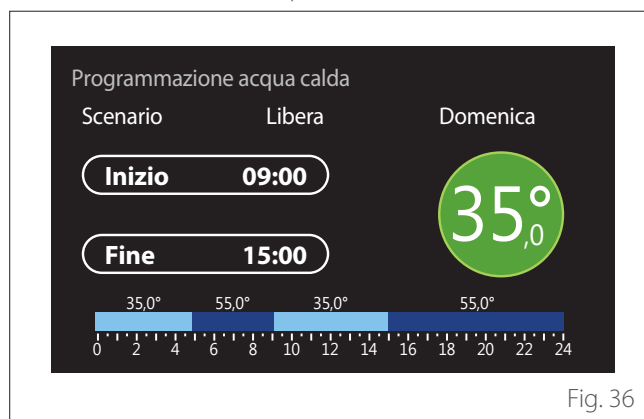 Programmazione acqua calda
Scenario Libera Domenica
Inizio 09:00
35,0°
Fine 15:00
35,0° 55,0° 35,0° 55,0°
0 2 4 6 8 10 12 14 16 18 20 22 24
Fig. 36